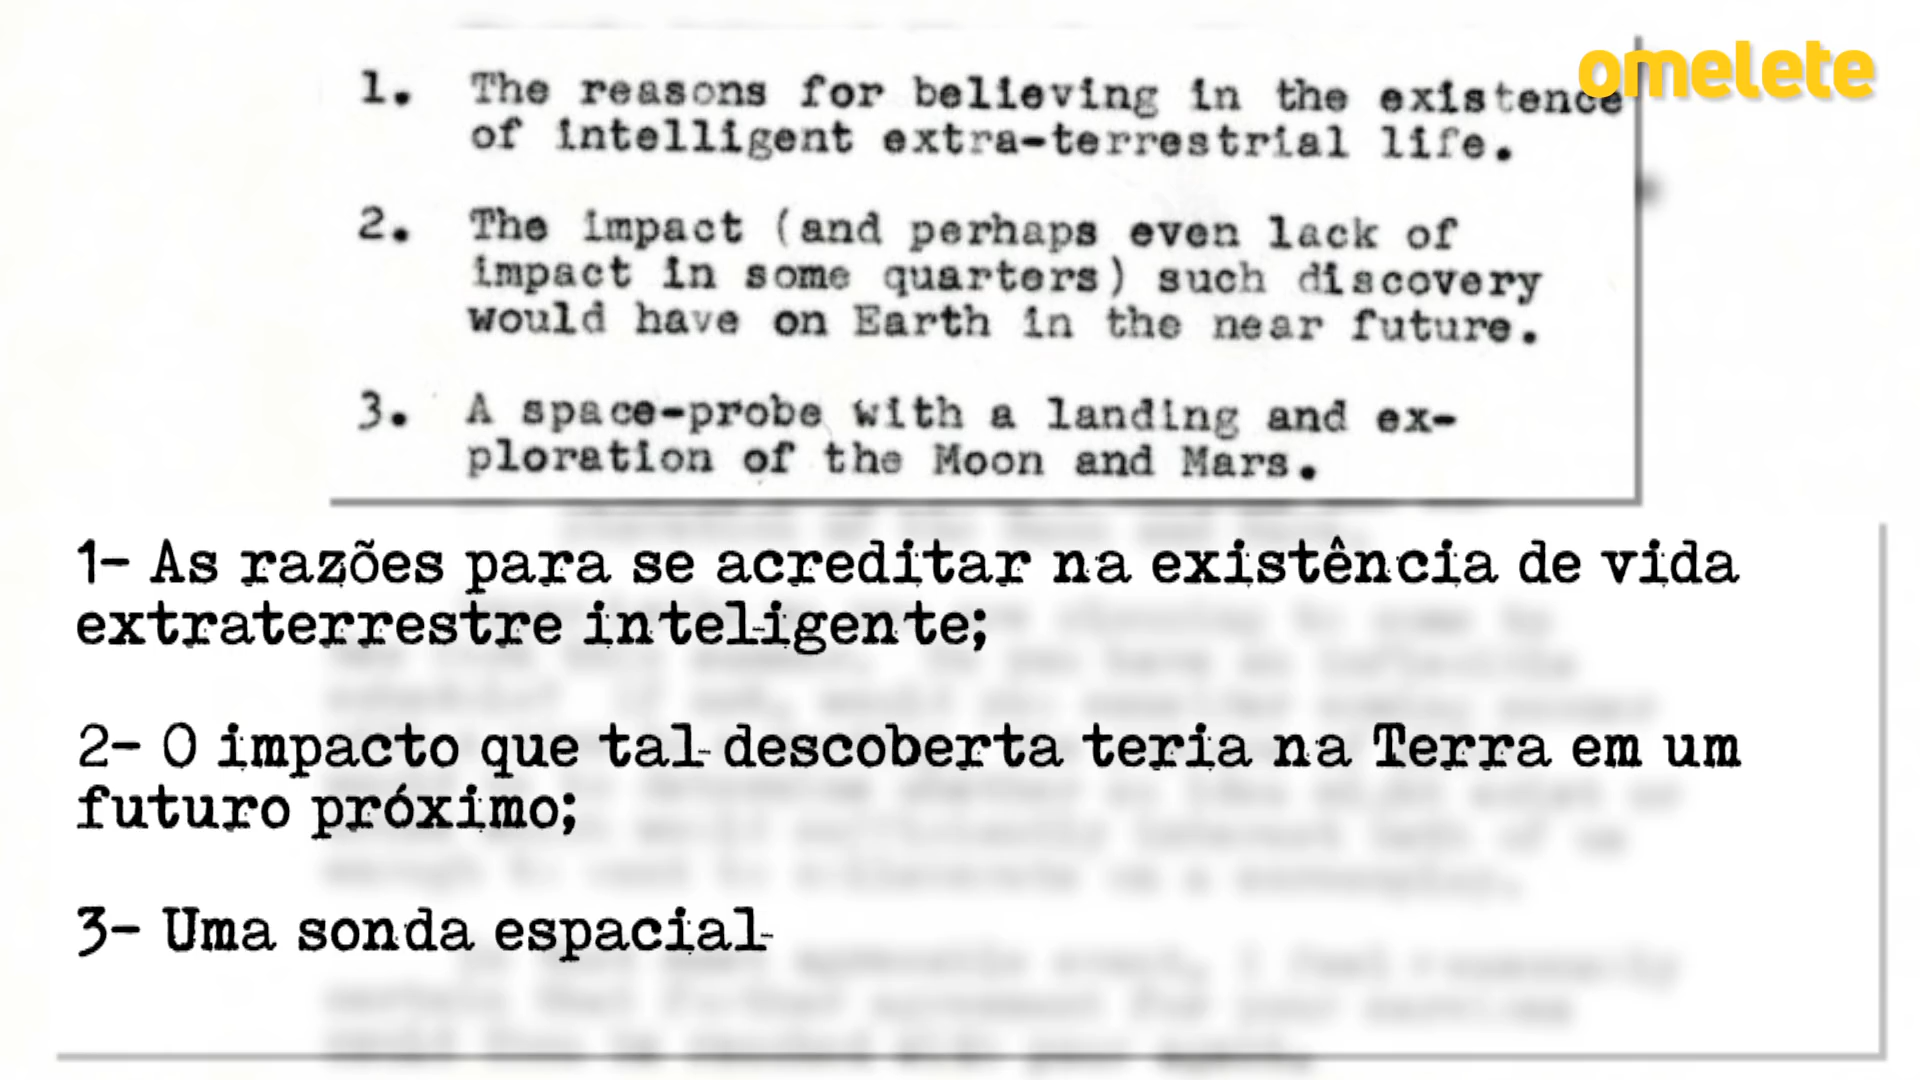 omelete
1. The reasons for believing in the existence
of intelligent extra-terrestrial life.
2. The impact (and perhaps even lack of
impact in some quarters) such discovery
would have on Earth in the near future.
3. A space-probe with a landing and ex-
ploration of the Moon and Mars.
1- As razões para se acreditar na existência de vida
extraterrestre inteligente;
2- O impacto que tal descoberta teria na Terra em um
futuro próximo;
3- Uma sonda espacial